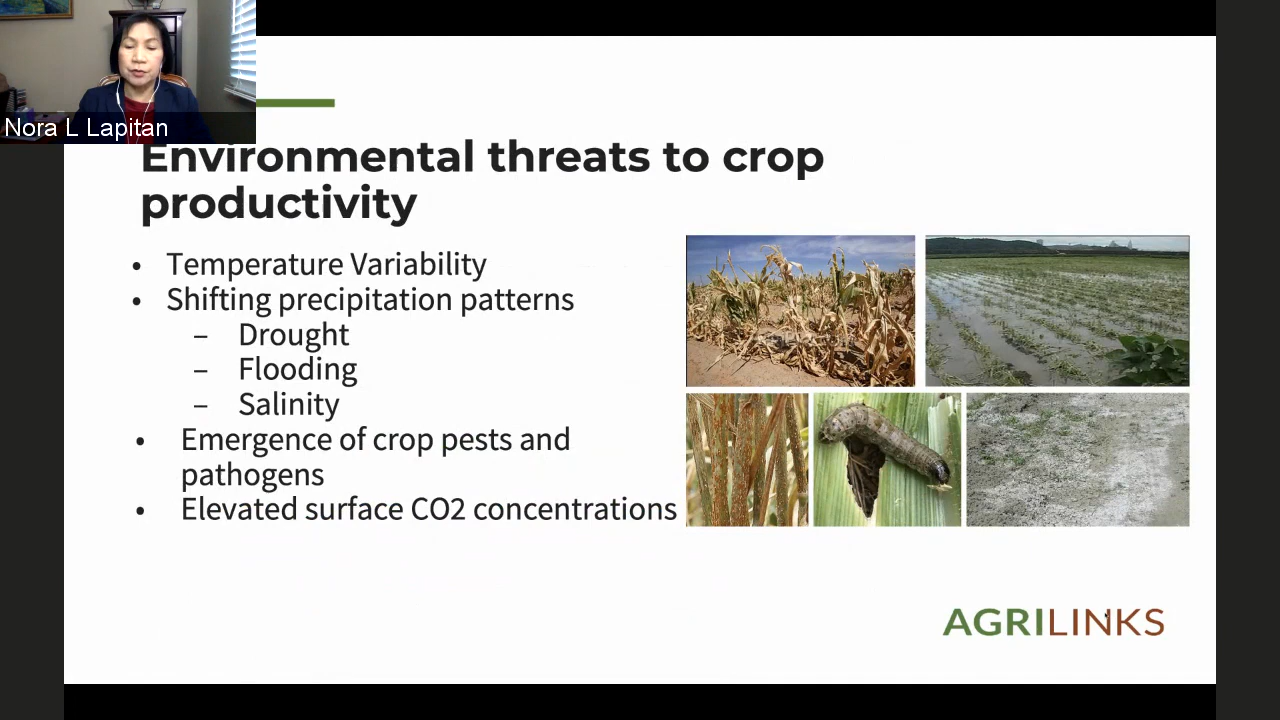 Nora L Lapitan
Environmental threats to crop
productivity
• Temperature Variability
• Shifting precipitation patterns
– Drought
– Flooding
– Salinity
• Emergence of crop pests and
pathogens
• Elevated surface CO2 concentrations
AGRILINKS